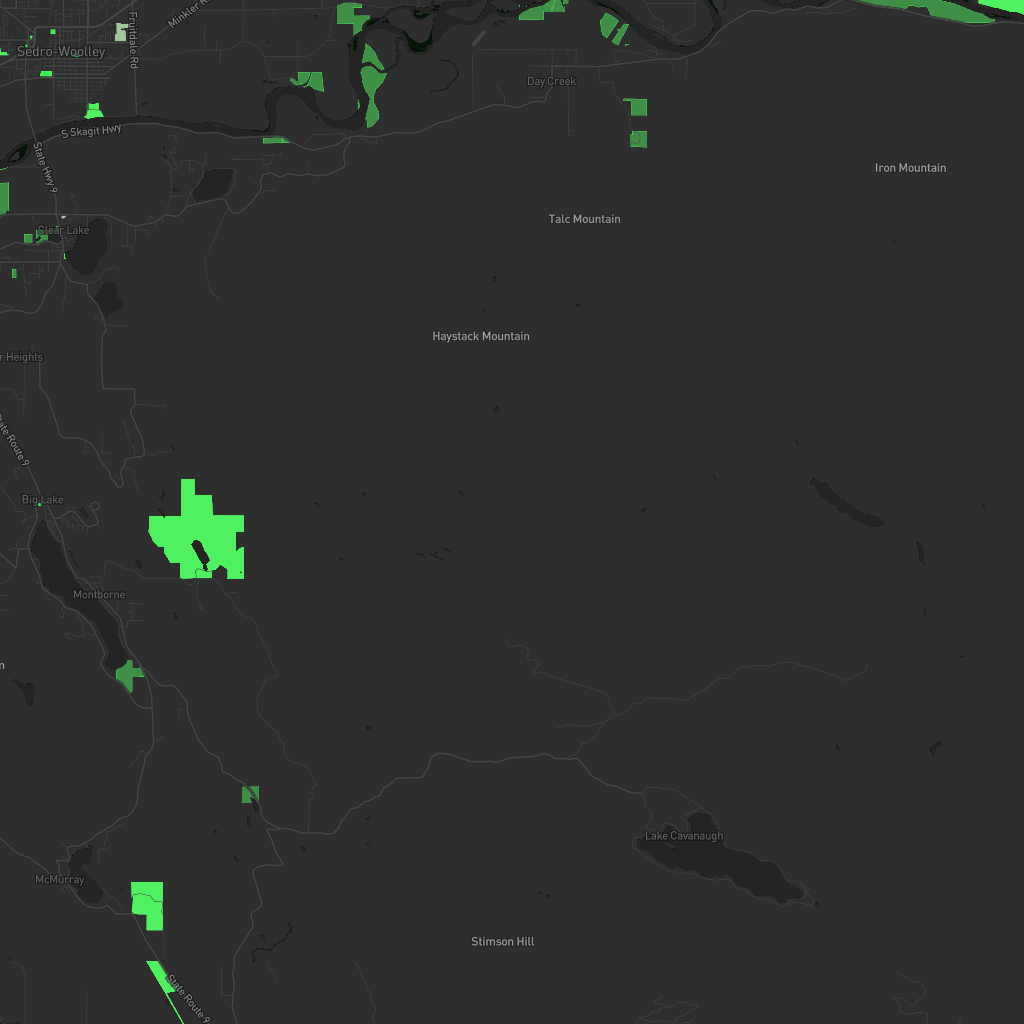 Minkler R
Fruitdale Rd
Sedro-Woolley
Day Creek
S Skagit Hwy
State Hwy 9
Iron Mountain
Talc Mountain
Clear Lake
Haystack Mountain
r Heights
ate Route 9
Big Lake
Montborne
n
Lake Cavanaugh
McMurray
Stimson Hill
State Route 9